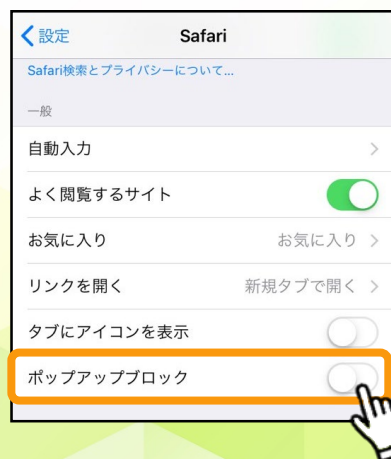 設定
Safari
Safari検索とプライバシーについて...
一般
自動入力
よく閲覧するサイト
お気に入り お気に入り
リンクを開く 新規タブで開く
タブにアイコンを表示
ポップアップブロック